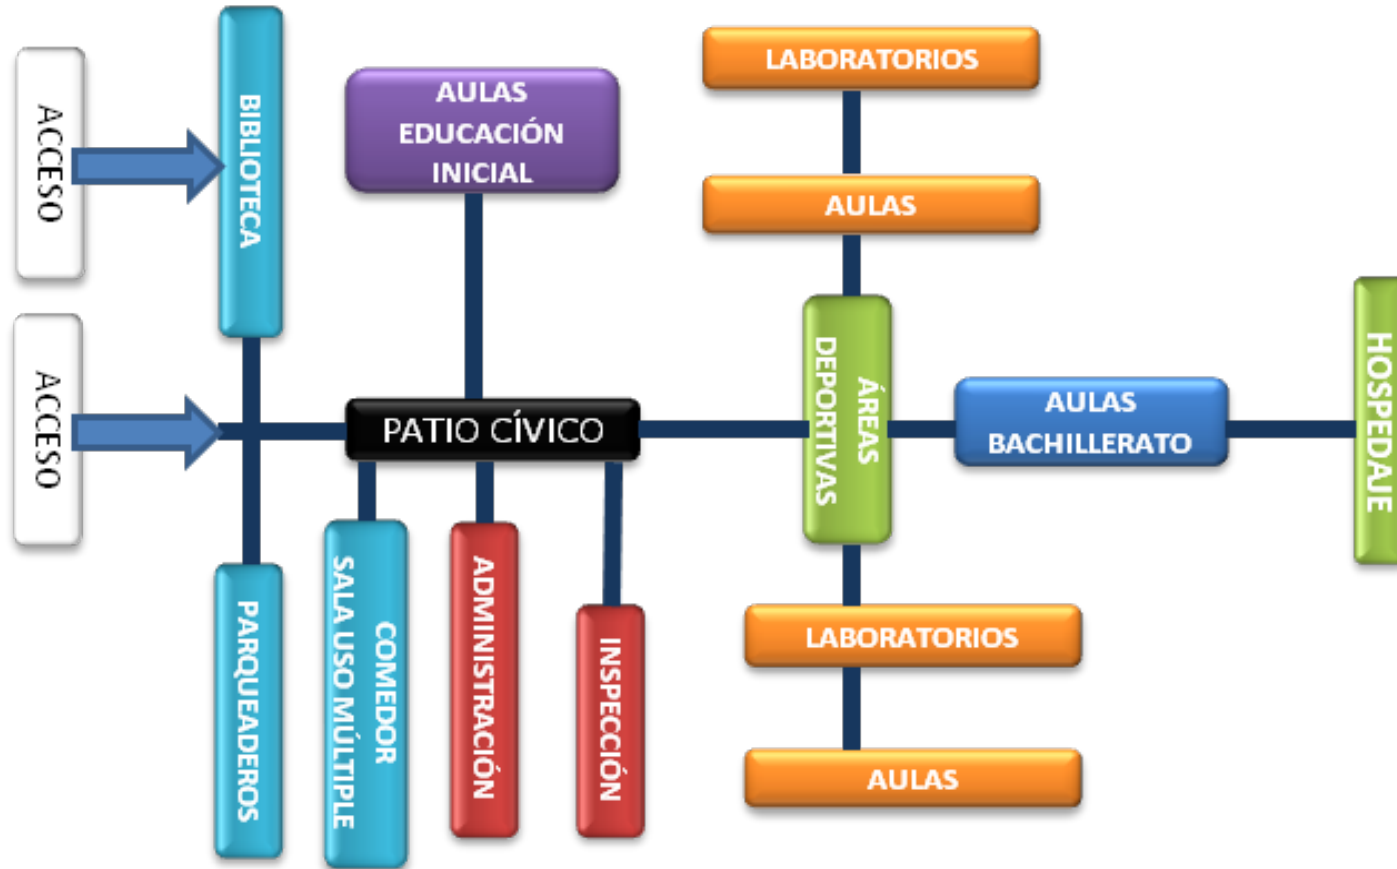 ACCESO
BIBLIOTECA
AULAS
EDUCACIÓN
INICIAL
LABORATORIOS
AULAS
ACCESO
PATIO CÍVICO
ÁREAS
DEPORTIVAS
AULAS
BACHILLERATO
HOSPEDAJE
PARQUEADEROS
COMEDOR
SALA USO MÚLTIPLE
ADMINISTRACIÓN
INSPECCIÓN
LABORATORIOS
AULAS